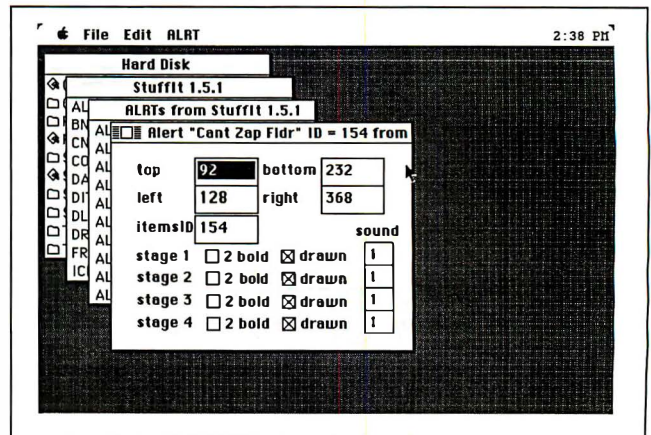 File Edit ALRT
2:38 PM
Hard Disk
StuffIt 1.5.1
ALRTs from StuffIt 1.5.1
Alert "Cant Zap Fldr" ID = 154 from
AL
BN
CN
CO
DA
DI
DL
DR
FR
IC
AL
AL
AL
AL
AL
AL
AL
AL
AL
AL
top 92 bottom 232
left 128 right 368
itemsID 154
sound
stage 1 2 bold drawn 1
stage 2 2 bold drawn 1
stage 3 2 bold drawn 1
stage 4 2 bold drawn 1